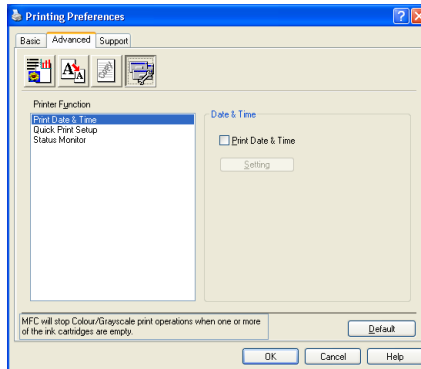 Printing Preferences
Basic Advanced Support
Printer Function
Print Date & Time
Quick Print Setup
Status Monitor
Date & Time
Print Date & Time
Setting
MFC will stop Colour/Grayscale print operations when one or more
of the ink cartridges are empty.
Default
OK Cancel Help